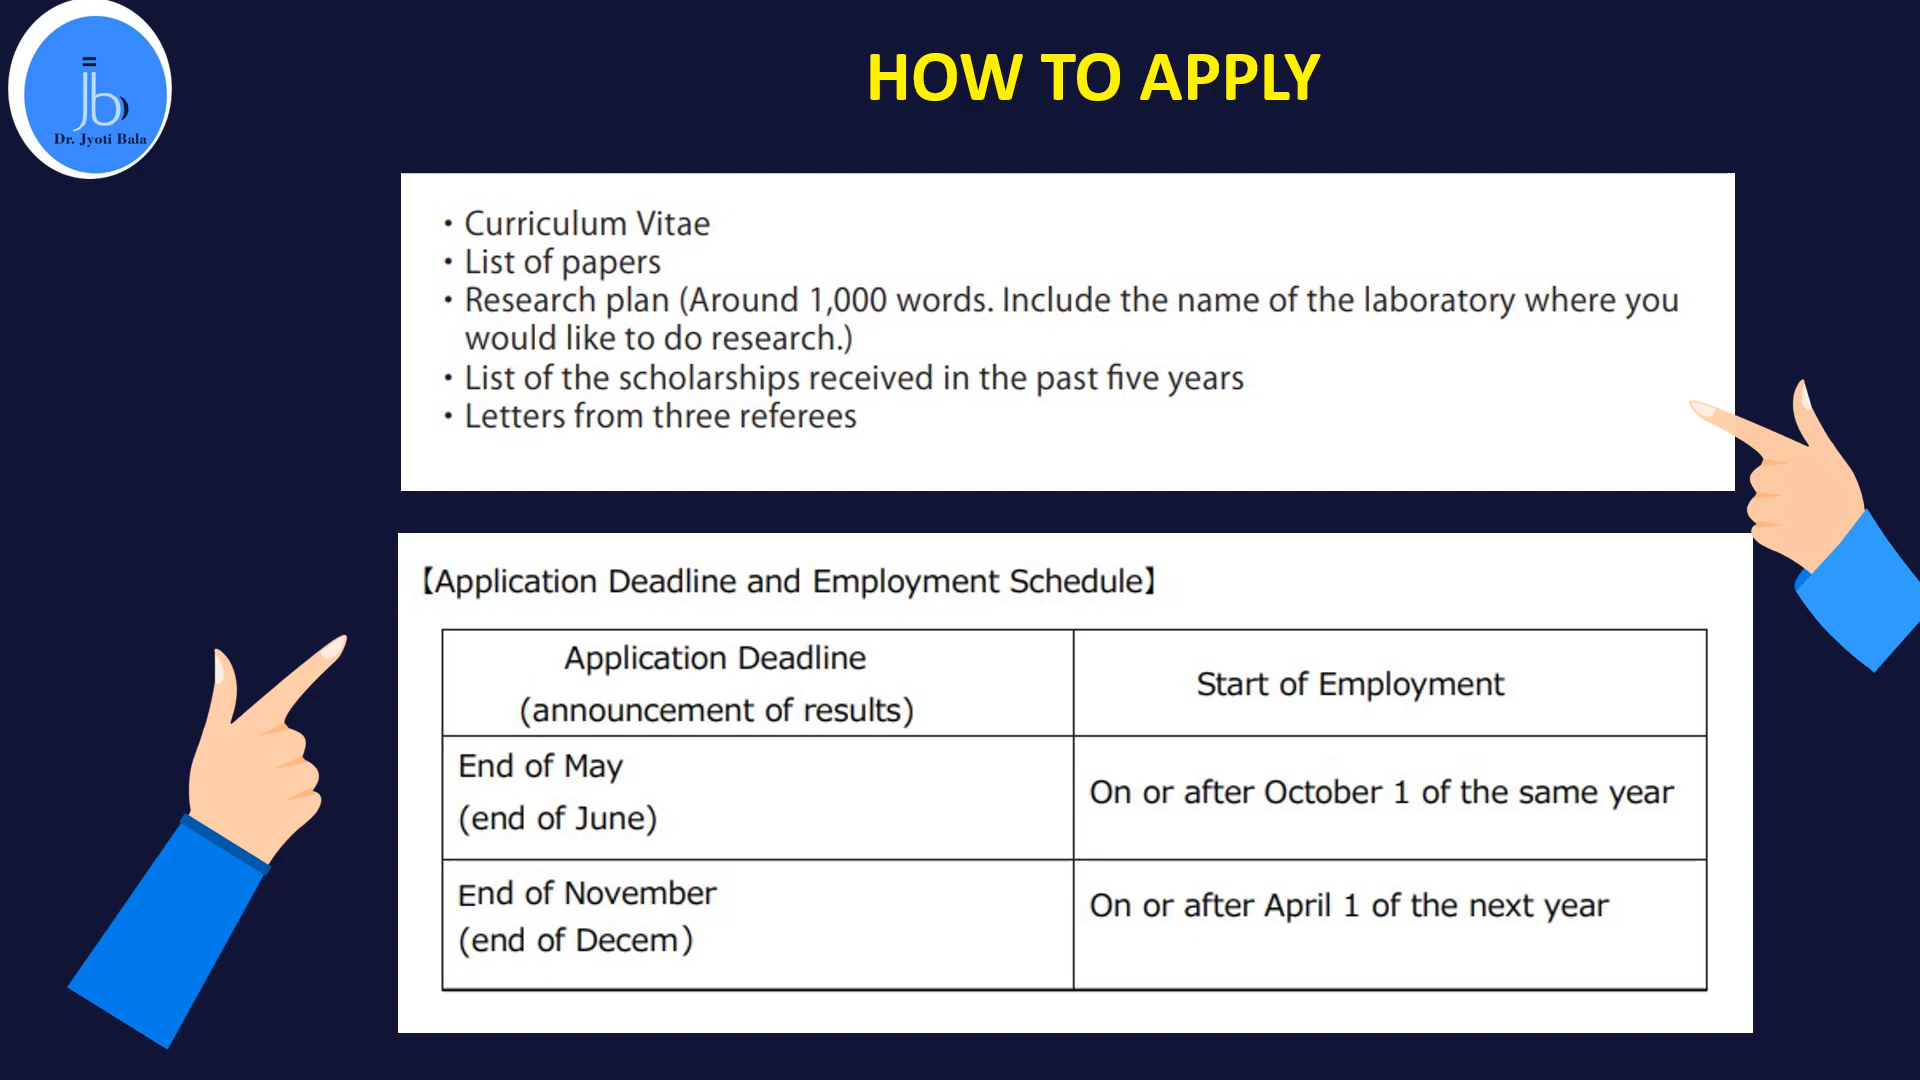 jb
Dr. Jyoti Bala
HOW TO APPLY
・Curriculum Vitae
・List of papers
・Research plan (Around 1,000 words. Include the name of the laboratory where you
would like to do research.)
・List of the scholarships received in the past five years
・Letters from three referees
【Application Deadline and Employment Schedule】
Application Deadline
(announcement of results)
Start of Employment
End of May
(end of June)
On or after October 1 of the same year
End of November
(end of Decem)
On or after April 1 of the next year